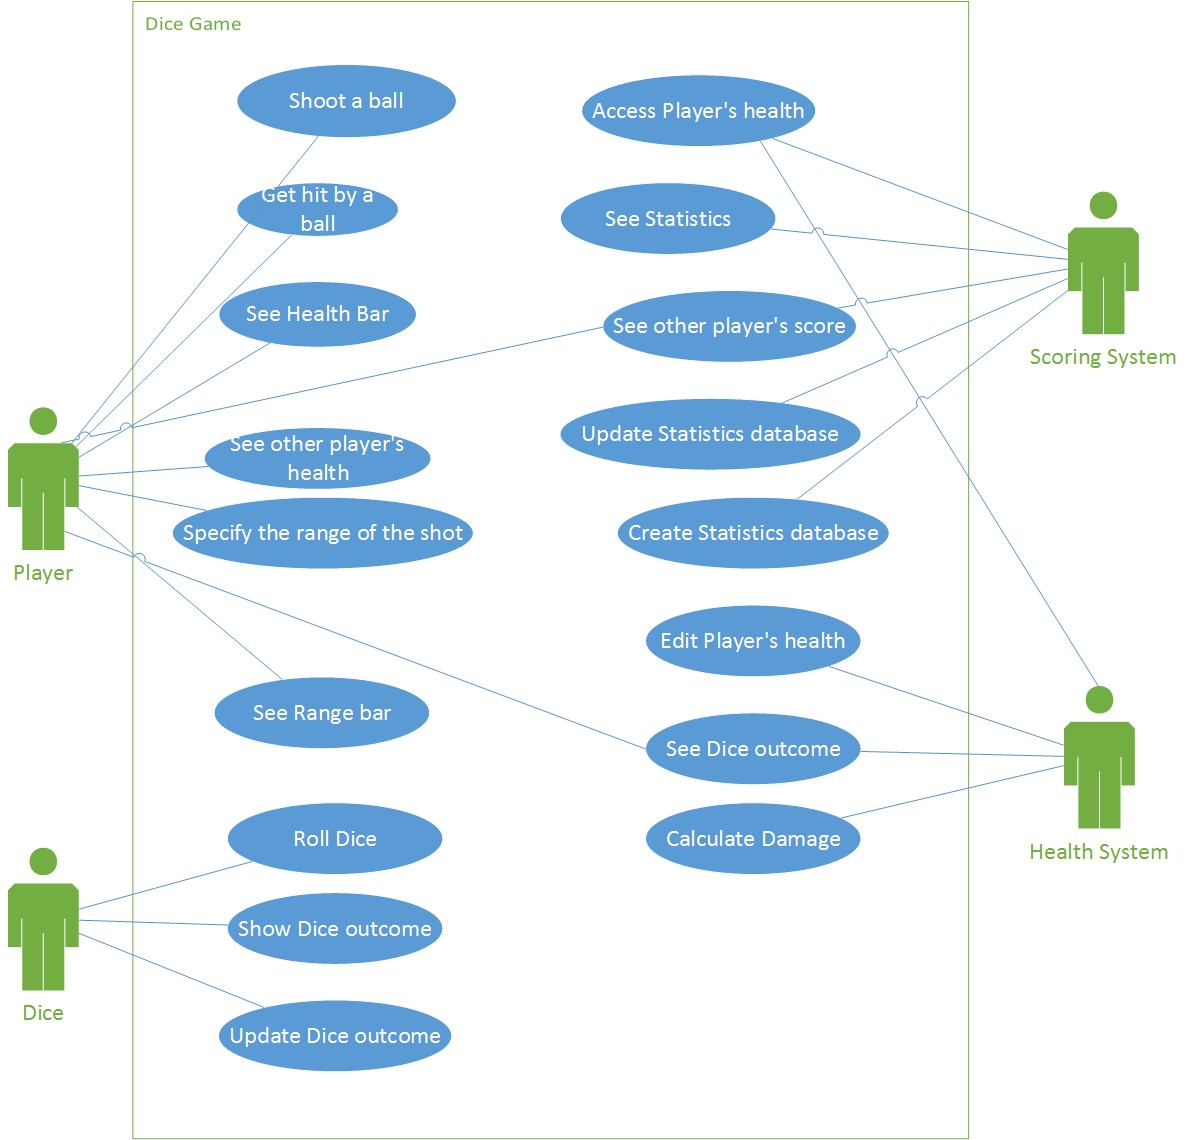 Dice Game
Shoot a ball
Get hit by a
ball
See Health Bar
See other player's
health
Specify the range of the shot
See Range bar
Roll Dice
Show Dice outcome
Update Dice outcome
Access Player's health
See Statistics
See other player's score
Update Statistics database
Create Statistics database
Edit Player's health
See Dice outcome
Calculate Damage
Player
Dice
Scoring System
Health System